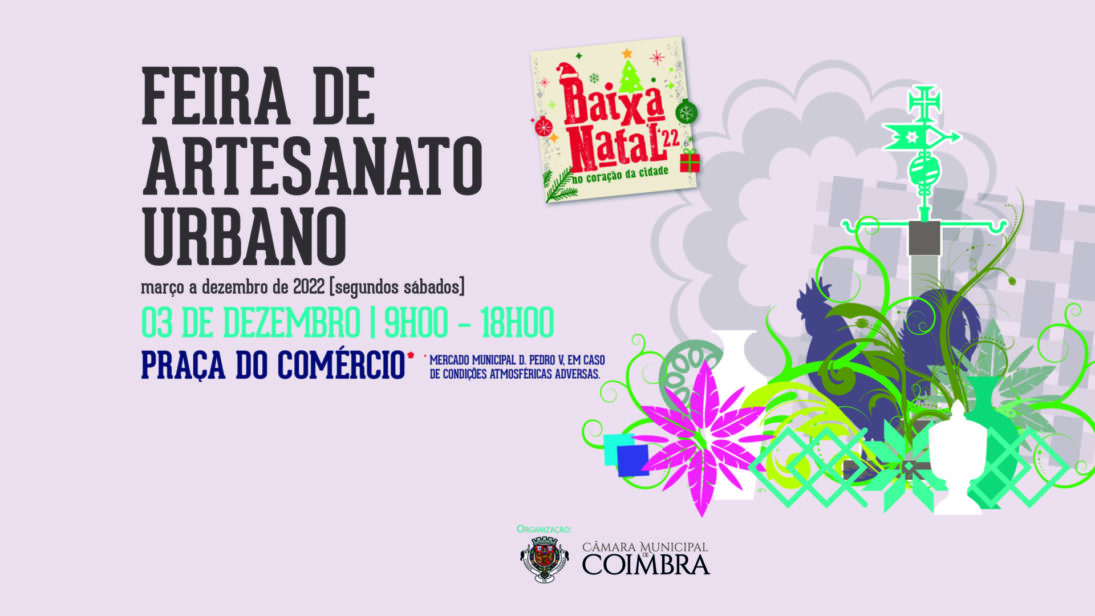 FEIRA DE
ARTESANATO
URBANO
março a dezembro de 2022 [segundos sábados]
03 DE DEZEMBRO | 9H00 - 18H00
PRAÇA DO COMÉRCIO*
* MERCADO MUNICIPAL D. PEDRO V, EM CASO
DE CONDIÇÕES ATMOSFÉRICAS ADVERSAS.
Baixa
Natal '22
no coração da cidade
Organização:
CÂMARA MUNICIPAL
DE
COIMBRA